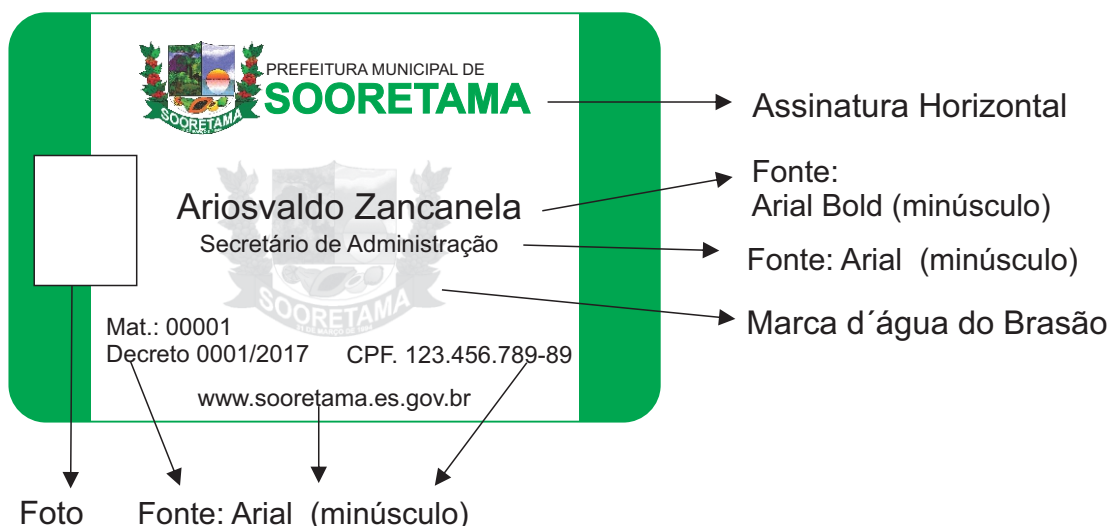 PREFEITURA MUNICIPAL DE
SOORETAMA
SOORETAMA
Assinatura Horizontal
Fonte:
Arial Bold (minúsculo)
Ariosvaldo Zancanela
Secretário de Administração
Fonte: Arial (minúsculo)
SOORETAMA
Marca d´água do Brasão
Mat.: 00001
Decreto 0001/2017
CPF. 123.456.789-89
www.sooretama.es.gov.br
Foto
Fonte: Arial (minúsculo)